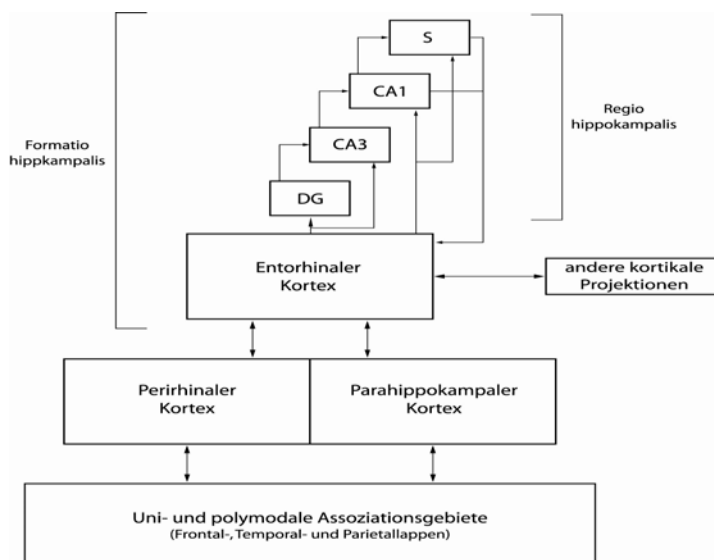 S
CA1
Regio
hippokampalis
Formatio
hippkampalis
CA3
DG
Entorhinaler
Kortex
andere kortikale
Projektionen
Perirhinaler
Kortex
Parahippokampaler
Kortex
Uni- und polymodale Assoziationsgebiete
(Frontal-, Temporal- und Parietallappen)